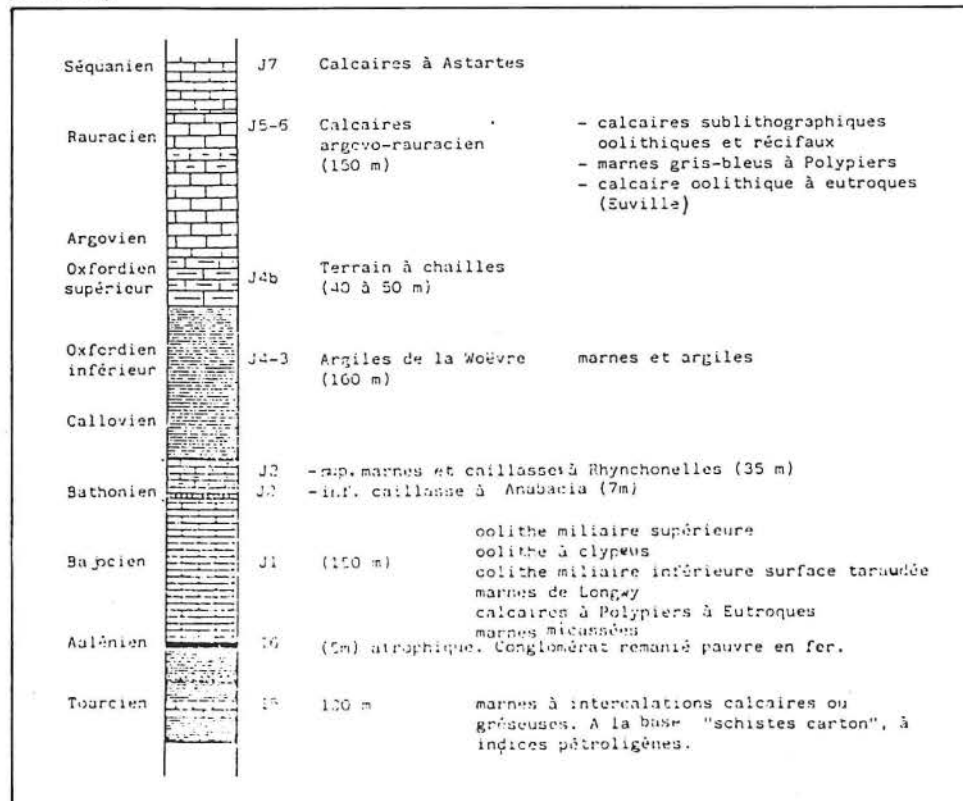 Séquanien J7 Calcaires à Astartes
Rauracien J5-6 Calcaires - calcaires sublithographiques
argovo-rauracien oolithiques et récifaux
(150 m) - marnes gris-bleus à Polypiers
- calcaire oolithique à eutroques
(Euville)
Argovien
Oxfordien J4b Terrain à chailles
supérieur (40 à 50 m)
Oxfordien J4-3 Argiles de la Woëvre marnes et argiles
inférieur (160 m)
Callovien
J2 -sup. marnes et caillasse à Rhynchonelles (35 m)
Bathonien J2 -inf. caillasse à Anabacia (7m)
oolithe miliaire supérieure
oolithe à clypeus
Bajocien J1 (150 m) oolithe miliaire inférieure surface taraudée
marnes de Longwy
calcaires à Polypiers à Eutroques
marnes micassées
Aalénien (5m) atrophique. Conglomérat remanié pauvre en fer.
Toarcien 100 m marnes à intercalations calcaires ou
gréseuses. A la base "schistes carton", à
indices pétroligènes.